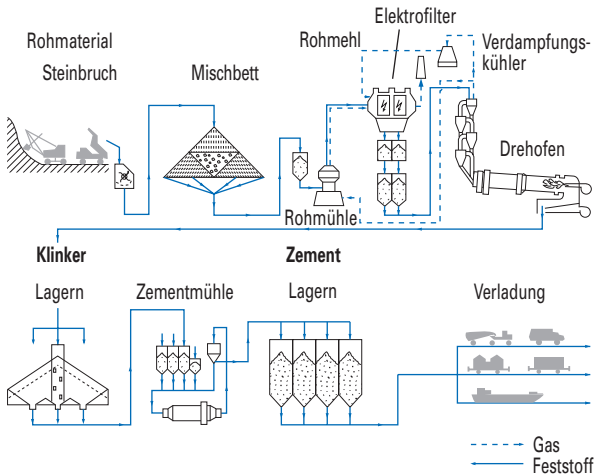 Elektrofilter
Rohmaterial
Rohmehl
Verdampfungs-
kühler
Steinbruch
Mischbett
Drehofen
Rohmühle
Klinker
Zement
Lagern
Zementmühle
Lagern
Verladung
Gas
Feststoff